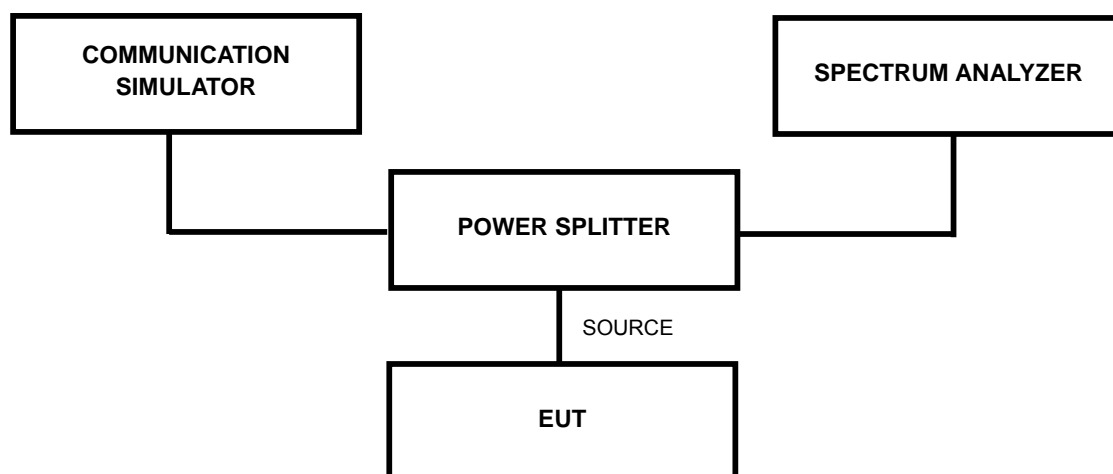 COMMUNICATION
SIMULATOR
SPECTRUM ANALYZER
POWER SPLITTER
SOURCE
EUT